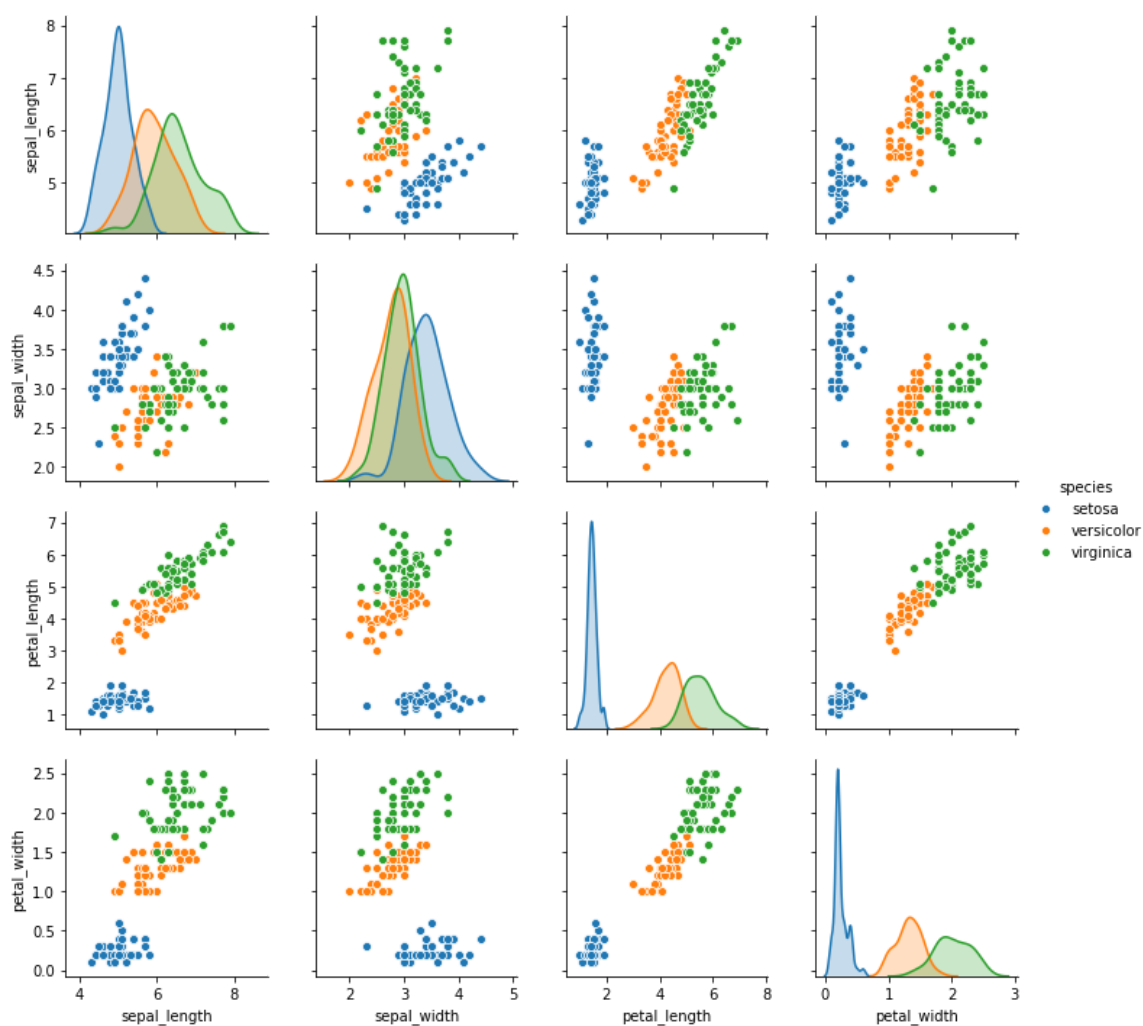 8
7
6
5
sepal_length
4.5
4.0
3.5
3.0
2.5
2.0
sepal_width
species
setosa
versicolor
virginica
7
6
5
4
3
2
1
petal_length
2.5
2.0
1.5
1.0
0.5
0.0
petal_width
4 6 8
2 3 4 5
0 2 4 6 8
0 1 2 3
sepal_length
sepal_width
petal_length
petal_width